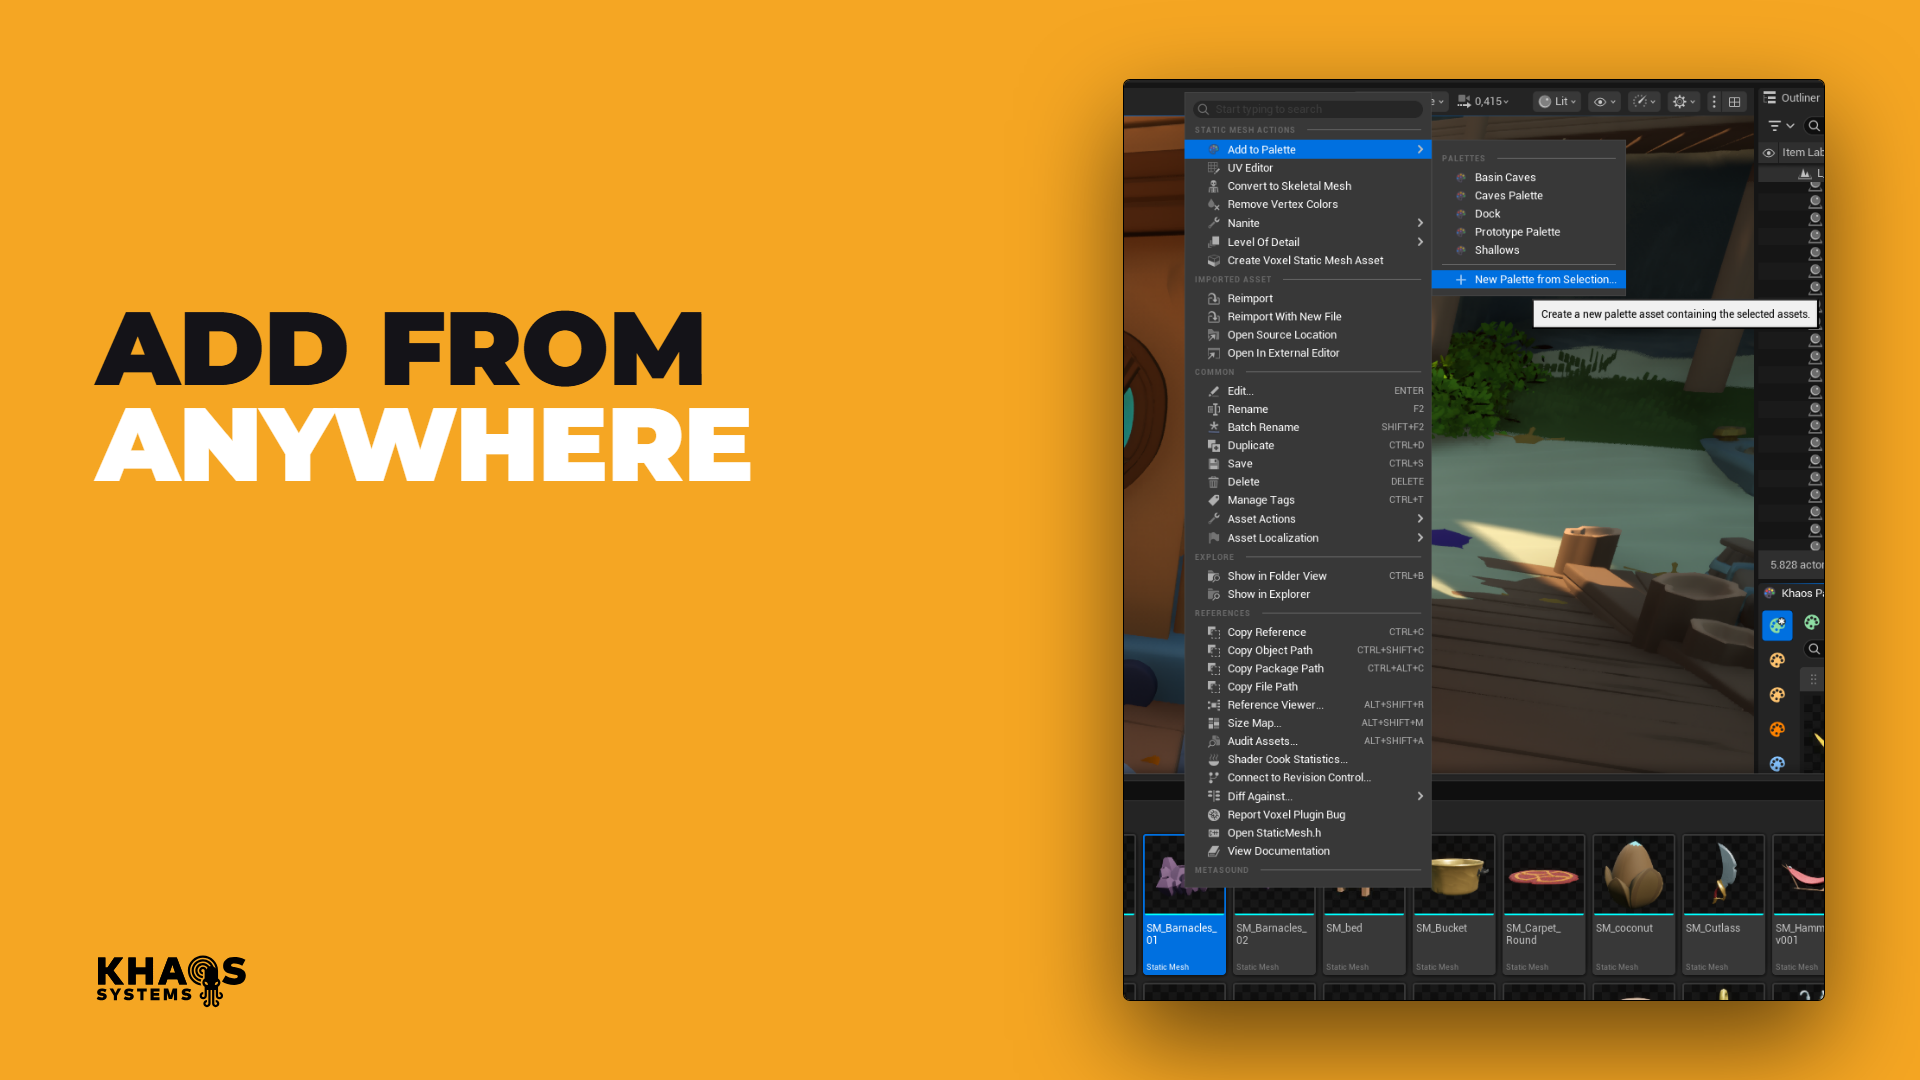 ADD FROM
ANYWHERE
KHAOS
SYSTEMS
Start typing to search
STATIC MESH ACTIONS
Add to Palette
UV Editor
Convert to Skeletal Mesh
Remove Vertex Colors
Nanite
Level Of Detail
Create Voxel Static Mesh Asset
IMPORTED ASSET
Reimport
Reimport With New File
Open Source Location
Open In External Editor
COMMON
Edit... ENTER
Rename F2
Batch Rename SHIFT+F2
Duplicate CTRL+D
Save CTRL+S
Delete DELETE
Manage Tags CTRL+T
Asset Actions
Asset Localization
EXPLORE
Show in Folder View CTRL+B
Show in Explorer
REFERENCES
Copy Reference CTRL+C
Copy Object Path CTRL+SHIFT+C
Copy Package Path CTRL+ALT+C
Copy File Path
Reference Viewer... ALT+SHIFT+R
Size Map... ALT+SHIFT+M
Audit Assets... ALT+SHIFT+A
Shader Cook Statistics...
Connect to Revision Control...
Diff Against...
Report Voxel Plugin Bug
Open StaticMesh.h
View Documentation
METASOUND
PALETTES
Basin Caves
Caves Palette
Dock
Prototype Palette
Shallows
New Palette from Selection...
Create a new palette asset containing the selected assets.
0,415
Lit
Outliner
Item Lab
5.828 actor
Khaos Pa
SM_Barnacles_
01
Static Mesh
SM_Barnacles_
02
Static Mesh
SM_bed
Static Mesh
SM_Bucket
Static Mesh
SM_Carpet_
Round
Static Mesh
SM_coconut
Static Mesh
SM_Cutlass
Static Mesh
SM_Hamm
v001
Static Mesh